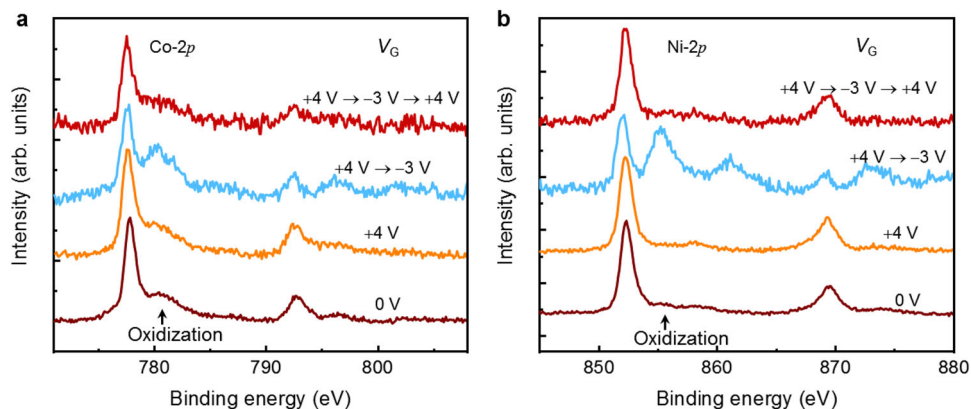 a
Co-2p
V_G
+4 V → −3 V → +4 V
+4 V → −3 V
+4 V
0 V
Oxidization
Intensity (arb. units)
780 790 800
Binding energy (eV)
b
Ni-2p
V_G
+4 V → −3 V → +4 V
+4 V → −3 V
+4 V
0 V
Oxidization
Intensity (arb. units)
850 860 870 880
Binding energy (eV)